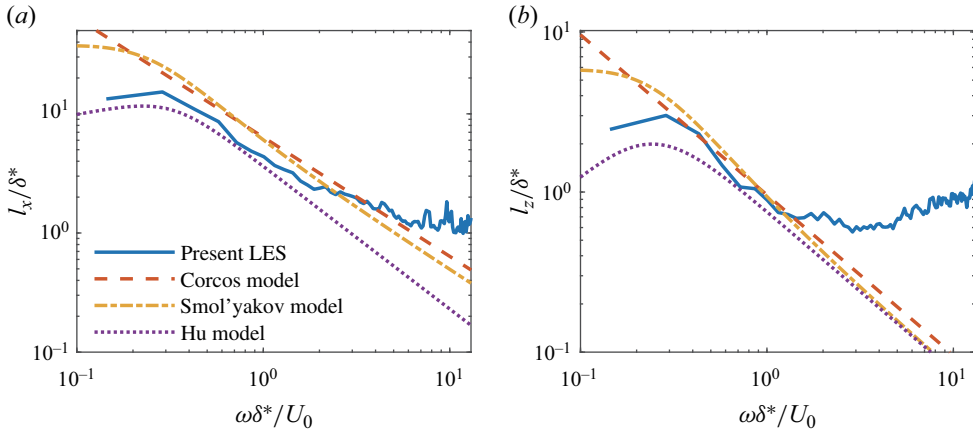 (a)
(b)
l_x/δ*
10^1
10^0
10^−1
10^−1
10^0
10^1
ωδ*/U_0
Present LES
Corcos model
Smol'yakov model
Hu model
l_z/δ*
10^1
10^0
10^−1
10^−1
10^0
10^1
ωδ*/U_0